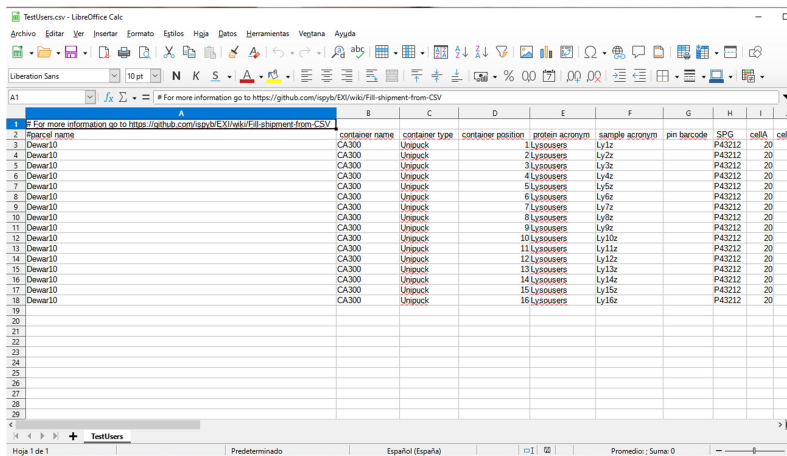 TestUsers.csv - LibreOffice Calc
Archivo Editar Ver Insertar Formato Estilos Hoja Datos Herramientas Ventana Ayuda
Liberation Sans 10 pt N K S A
A1 # For more information go to https://github.com/ispyb/EXI/wiki/Fill-shipment-from-CSV
A B C D E F G H I
1 # For more information go to https://github.com/ispyb/EXI/wiki/Fill-shipment-from-CSV
2 #parcel name container name container type container position protein acronym sample acronym pin barcode SPG cellA cel
3 Dewar10 CA300 Unipuck 1 Lysousers Ly1z P43212 20
4 Dewar10 CA300 Unipuck 2 Lysousers Ly2z P43212 20
5 Dewar10 CA300 Unipuck 3 Lysousers Ly3z P43212 20
6 Dewar10 CA300 Unipuck 4 Lysousers Ly4z P43212 20
7 Dewar10 CA300 Unipuck 5 Lysousers Ly5z P43212 20
8 Dewar10 CA300 Unipuck 6 Lysousers Ly6z P43212 20
9 Dewar10 CA300 Unipuck 7 Lysousers Ly7z P43212 20
10 Dewar10 CA300 Unipuck 8 Lysousers Ly8z P43212 20
11 Dewar10 CA300 Unipuck 9 Lysousers Ly9z P43212 20
12 Dewar10 CA300 Unipuck 10 Lysousers Ly10z P43212 20
13 Dewar10 CA300 Unipuck 11 Lysousers Ly11z P43212 20
14 Dewar10 CA300 Unipuck 12 Lysousers Ly12z P43212 20
15 Dewar10 CA300 Unipuck 13 Lysousers Ly13z P43212 20
16 Dewar10 CA300 Unipuck 14 Lysousers Ly14z P43212 20
17 Dewar10 CA300 Unipuck 15 Lysousers Ly15z P43212 20
18 Dewar10 CA300 Unipuck 16 Lysousers Ly16z P43212 20
19
20
21
22
23
24
25
26
27
28
29
TestUsers
Hoja 1 de 1 Predeterminado Español (España) Promedio: ; Suma: 0